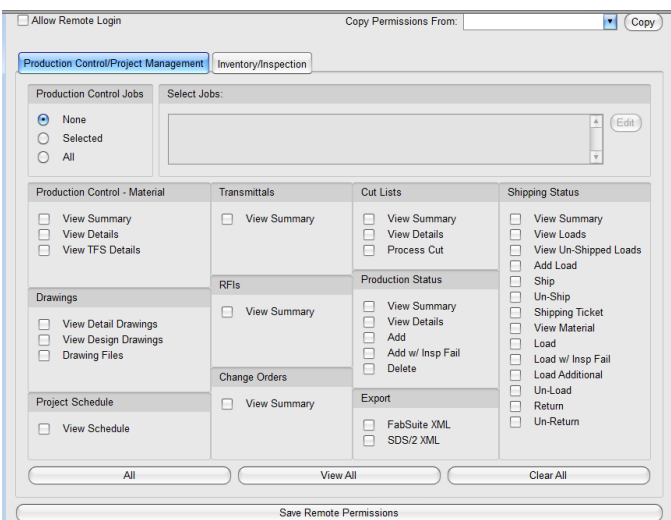 Allow Remote Login
Copy Permissions From:
Copy
Production Control/Project Management
Inventory/Inspection
Production Control Jobs
None
Selected
All
Select Jobs:
Edit
Production Control - Material
View Summary
View Details
View TFS Details
Drawings
View Detail Drawings
View Design Drawings
Drawing Files
Project Schedule
View Schedule
Transmittals
View Summary
RFIs
View Summary
Change Orders
View Summary
Cut Lists
View Summary
View Details
Process Cut
Production Status
View Summary
View Details
Add
Add w/ Insp Fail
Delete
Export
FabSuite XML
SDS/2 XML
Shipping Status
View Summary
View Loads
View Un-Shipped Loads
Add Load
Ship
Un-Ship
Shipping Ticket
View Material
Load
Load w/ Insp Fail
Load Additional
Un-Load
Return
Un-Return
All
View All
Clear All
Save Remote Permissions